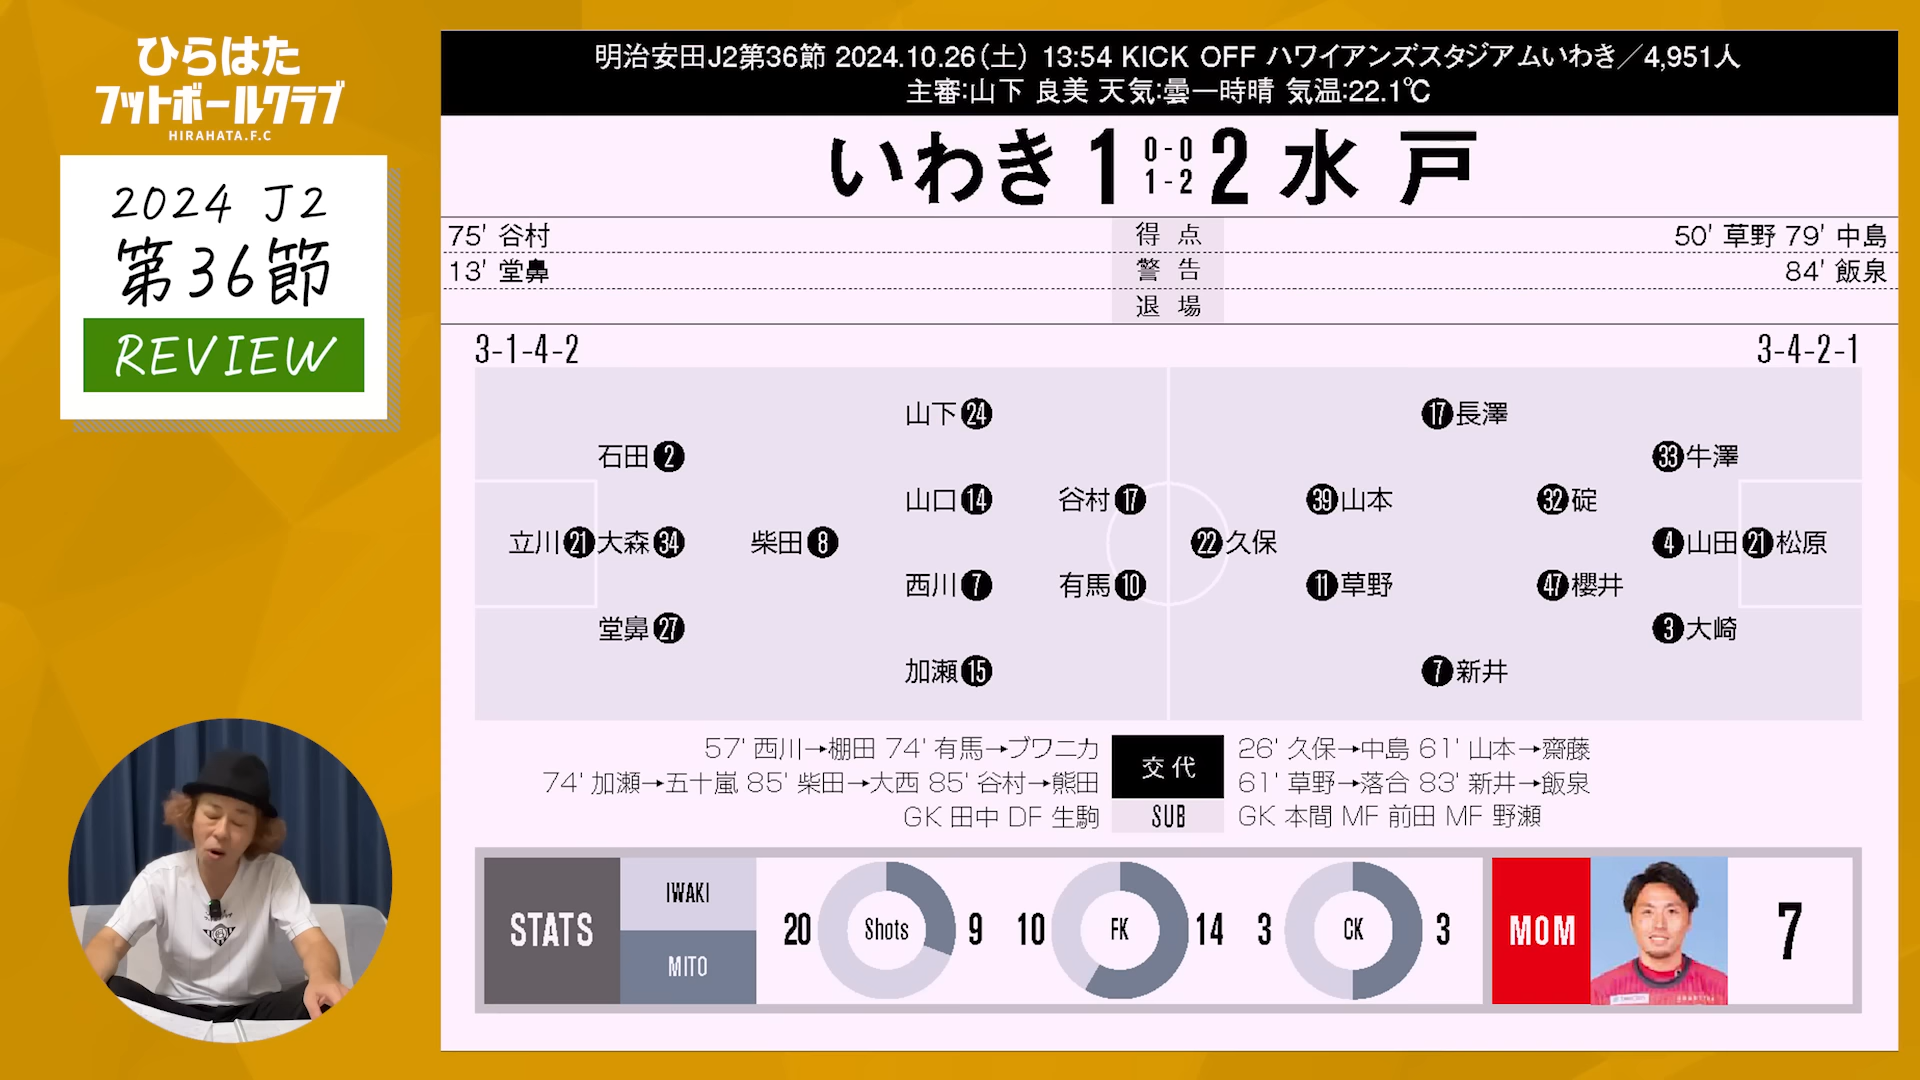 ひらはた
フットボールクラブ
HIRAHATA.F.C
2024 J2
第36節
REVIEW
明治安田J2第36節 2024.10.26(土) 13:54 KICK OFF ハワイアンズスタジアムいわき/4,951人
主審:山下 良美 天気:曇一時晴 気温:22.1℃
いわき 1 0-0 2 水戸
1-2
75' 谷村 得点 50' 草野 79' 中島
13' 堂鼻 警告 84' 飯泉
退場
3-1-4-2 3-4-2-1
山下 24 17 長澤
石田 2 33 牛澤
山口 14 谷村 17 39 山本 32 碇
立川 21 大森 34 柴田 8 22 久保 4 山田 21 松原
西川 7 有馬 10 11 草野 47 櫻井
堂鼻 27 3 大崎
加瀬 15 7 新井
57' 西川→棚田 74' 有馬→ブワニカ 交代 26' 久保→中島 61' 山本→齋藤
74' 加瀬→五十嵐 85' 柴田→大西 85' 谷村→熊田 61' 草野→落合 83' 新井→飯泉
GK 田中 DF 生駒 SUB GK 本間 MF 前田 MF 野瀬
STATS IWAKI MITO 20 Shots 9 10 FK 14 3 CK 3 MOM 7